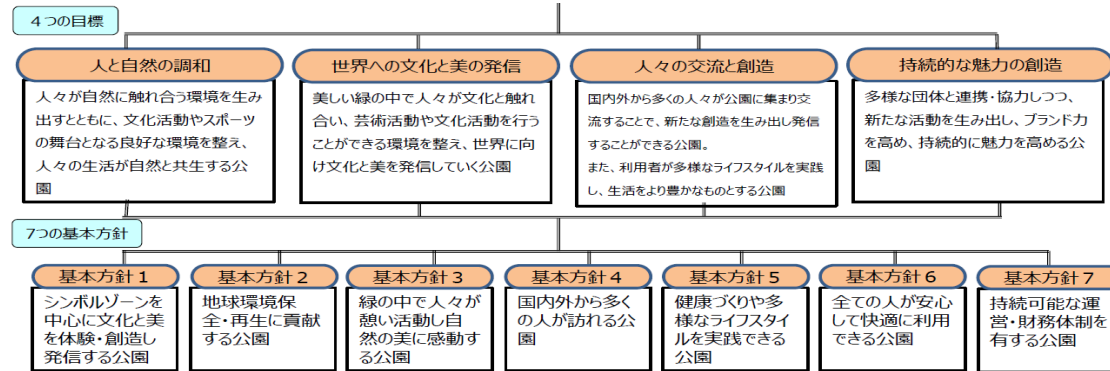 4つの目標
人と自然の調和
人々が自然に触れ合う環境を生み
出すとともに、文化活動やスポーツ
の舞台となる良好な環境を整え、
人々の生活が自然と共生する公
園
世界への文化と美の発信
美しい緑の中で人々が文化と触れ
合い、芸術活動や文化活動を行う
ことができる環境を整え、世界に向
け文化と美を発信していく公園
人々の交流と創造
国内外から多くの人々が公園に集まり交
流することで、新たな創造を生み出し発信
することができる公園。
また、利用者が多様なライフスタイルを実践
し、生活をより豊かなものとする公園
持続的な魅力の創造
多様な団体と連携・協力しつつ、
新たな活動を生み出し、ブランド力
を高め、持続的に魅力を高める公
園
7つの基本方針
基本方針1
シンボルゾーンを
中心に文化と美
を体験・創造し
発信する公園
基本方針2
地球環境保
全・再生に貢献
する公園
基本方針3
緑の中で人々が
憩い活動し自
然の美に感動す
る公園
基本方針4
国内外から多く
の人が訪れる公
園
基本方針5
健康づくりや多
様なライフスタイ
ルを実践できる
公園
基本方針6
全ての人が安心
して快適に利用
できる公園
基本方針7
持続可能な運
営・財務体制を
有する公園